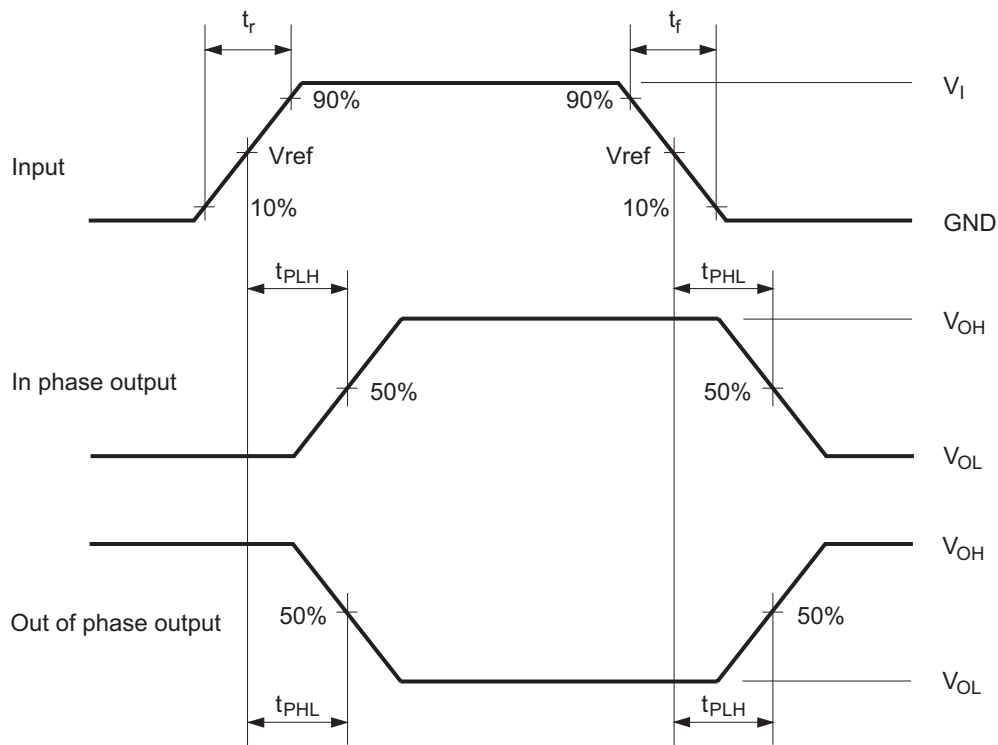 tr
tf
VI
90%
90%
Vref
Vref
Input
10%
10%
GND
tPLH
tPHL
VOH
In phase output
50%
50%
VOL
VOH
Out of phase output
50%
50%
VOL
tPHL
tPLH